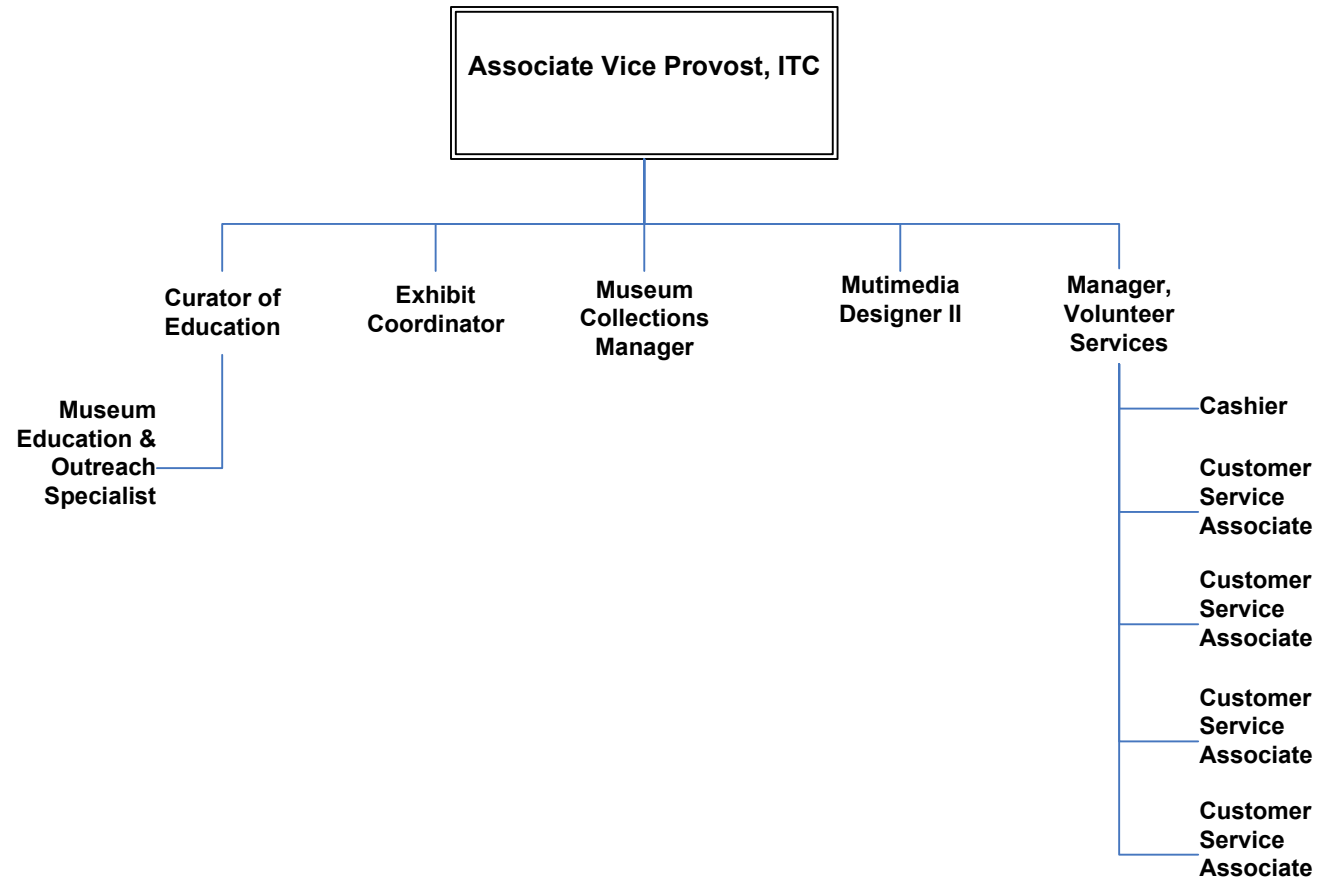 Associate Vice Provost, ITC
Curator of
Education
Exhibit
Coordinator
Museum
Collections
Manager
Mutimedia
Designer II
Manager,
Volunteer
Services
Museum
Education &
Outreach
Specialist
Cashier
Customer
Service
Associate
Customer
Service
Associate
Customer
Service
Associate
Customer
Service
Associate